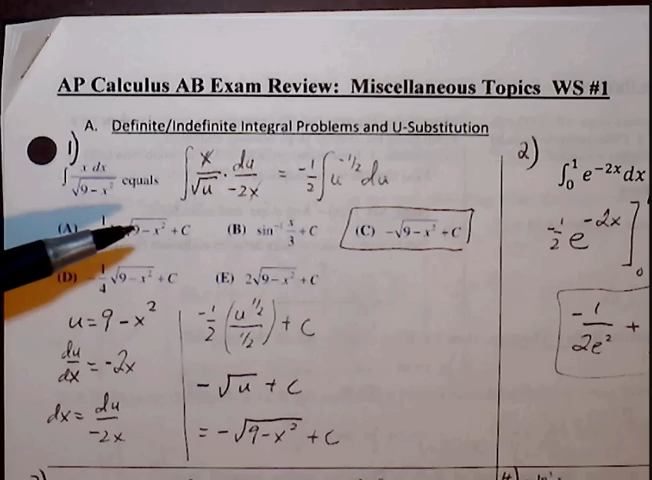 AP Calculus AB Exam Review: Miscellaneous Topics WS #1
A. Definite/Indefinite Integral Problems and U-Substitution
1)
∫ x dx / √(9 − x²) equals
∫ x/√u · du/−2x = −1/2 ∫ u^(−1/2) du
(A) √(9 − x²) + C
(B) sin⁻¹ x/3 + C
(C) −√(9 − x²) + C
(D) −1/4 √(9 − x²) + C
(E) 2√(9 − x²) + C
u = 9 − x²
du/dx = −2x
dx = du/−2x
−1/2 (u^(1/2) / 1/2) + C
−√u + C
= −√(9−x²) + C
2)
∫₀¹ e^(−2x) dx
−1/2 e^(−2x) ]₀
−1/2e² +